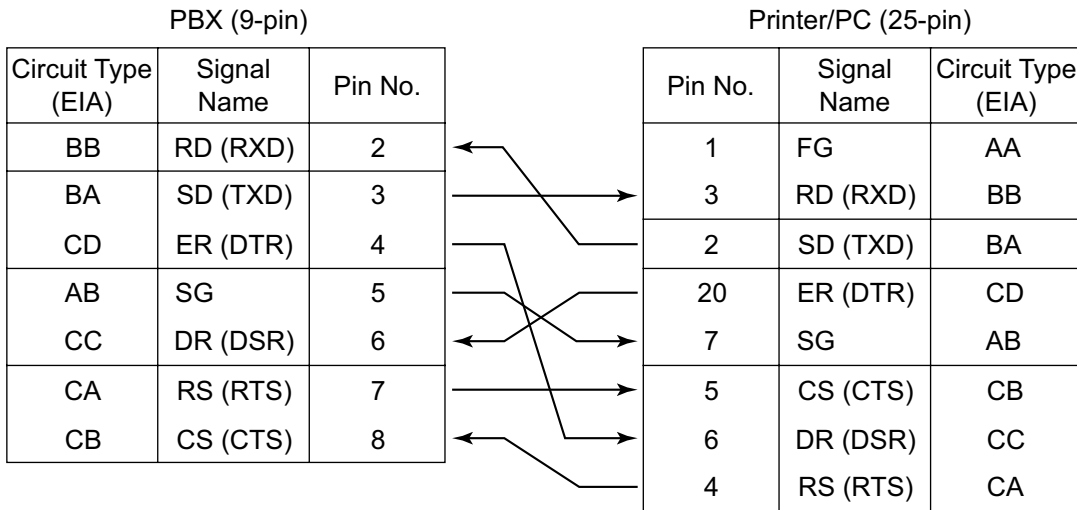 PBX (9-pin)
Circuit Type (EIA) Signal Name Pin No.
BB RD (RXD) 2
BA SD (TXD) 3
CD ER (DTR) 4
AB SG 5
CC DR (DSR) 6
CA RS (RTS) 7
CB CS (CTS) 8
Printer/PC (25-pin)
Pin No. Signal Name Circuit Type (EIA)
1 FG AA
3 RD (RXD) BB
2 SD (TXD) BA
20 ER (DTR) CD
7 SG AB
5 CS (CTS) CB
6 DR (DSR) CC
4 RS (RTS) CA